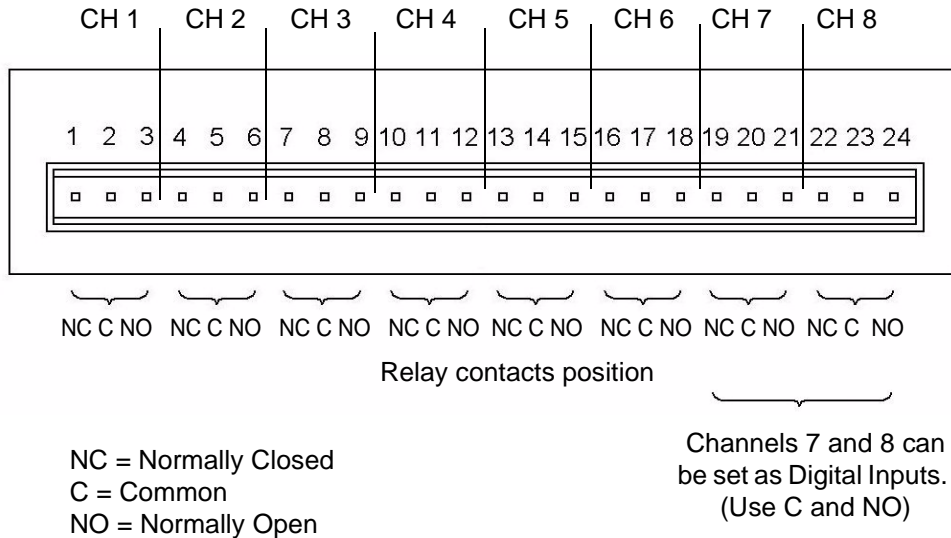 CH 1 CH 2 CH 3 CH 4 CH 5 CH 6 CH 7 CH 8
1 2 3 4 5 6 7 8 9 10 11 12 13 14 15 16 17 18 19 20 21 22 23 24
NC C NO NC C NO NC C NO NC C NO NC C NO NC C NO NC C NO NC C NO
Relay contacts position
NC = Normally Closed
C = Common
NO = Normally Open
Channels 7 and 8 can
be set as Digital Inputs.
(Use C and NO)